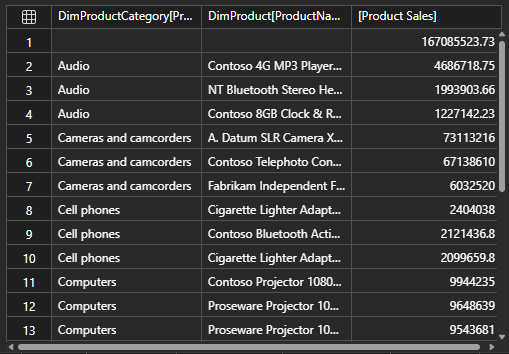 DimProductCategory[Pr... DimProduct[ProductNa... [Product Sales]
1 167085523.73
2 Audio Contoso 4G MP3 Player... 4686718.75
3 Audio NT Bluetooth Stereo He... 1993903.66
4 Audio Contoso 8GB Clock & R... 1227142.23
5 Cameras and camcorders A. Datum SLR Camera X... 73113216
6 Cameras and camcorders Contoso Telephoto Con... 67138610
7 Cameras and camcorders Fabrikam Independent F... 6032520
8 Cell phones Cigarette Lighter Adapt... 2404038
9 Cell phones Contoso Bluetooth Acti... 2121436.8
10 Cell phones Cigarette Lighter Adapt... 2099659.8
11 Computers Contoso Projector 1080... 9944235
12 Computers Proseware Projector 10... 9648639
13 Computers Proseware Projector 10... 9543681